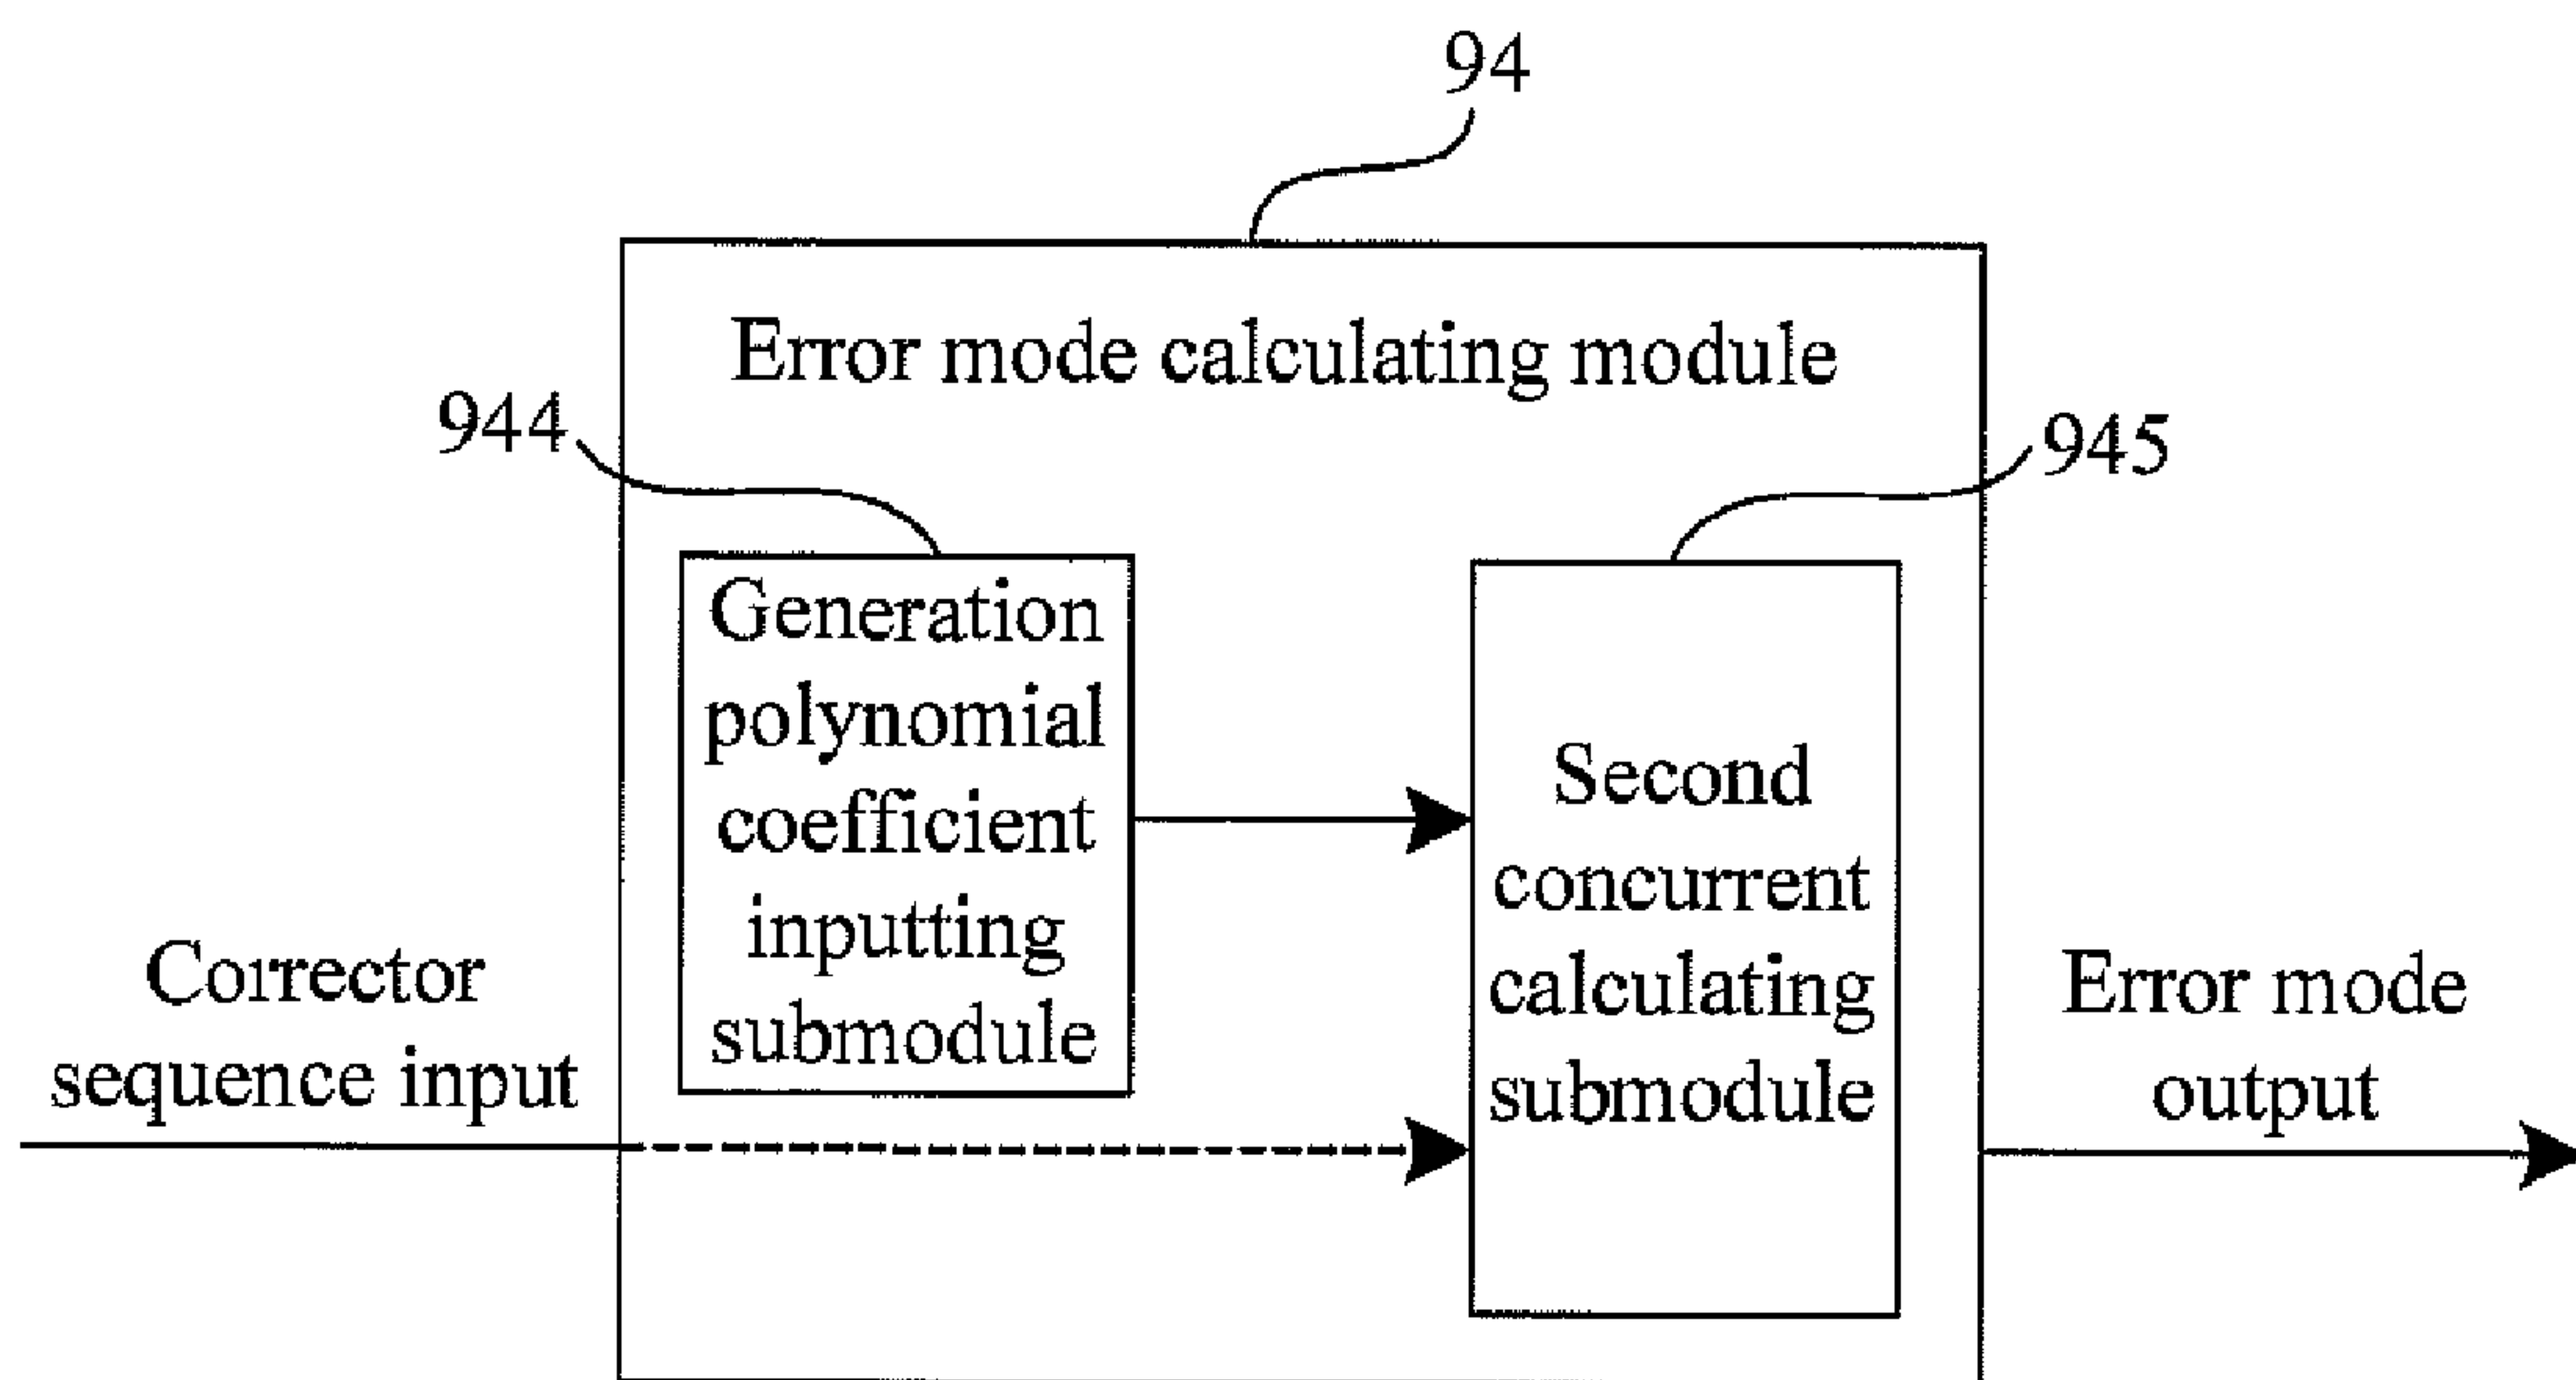 94
Error mode calculating module
944
945
Generation
polynomial
coefficient
inputting
submodule
Second
concurrent
calculating
submodule
Corrector
sequence input
Error mode
output